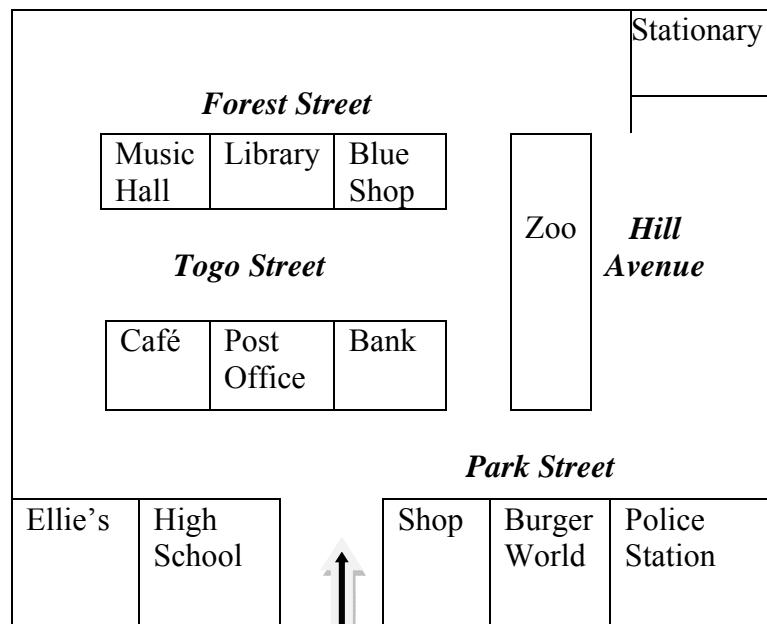 Stationary
Forest Street
Music Hall
Library
Blue Shop
Zoo
Hill Avenue
Togo Street
Café
Post Office
Bank
Park Street
Ellie's
High School
Shop
Burger World
Police Station